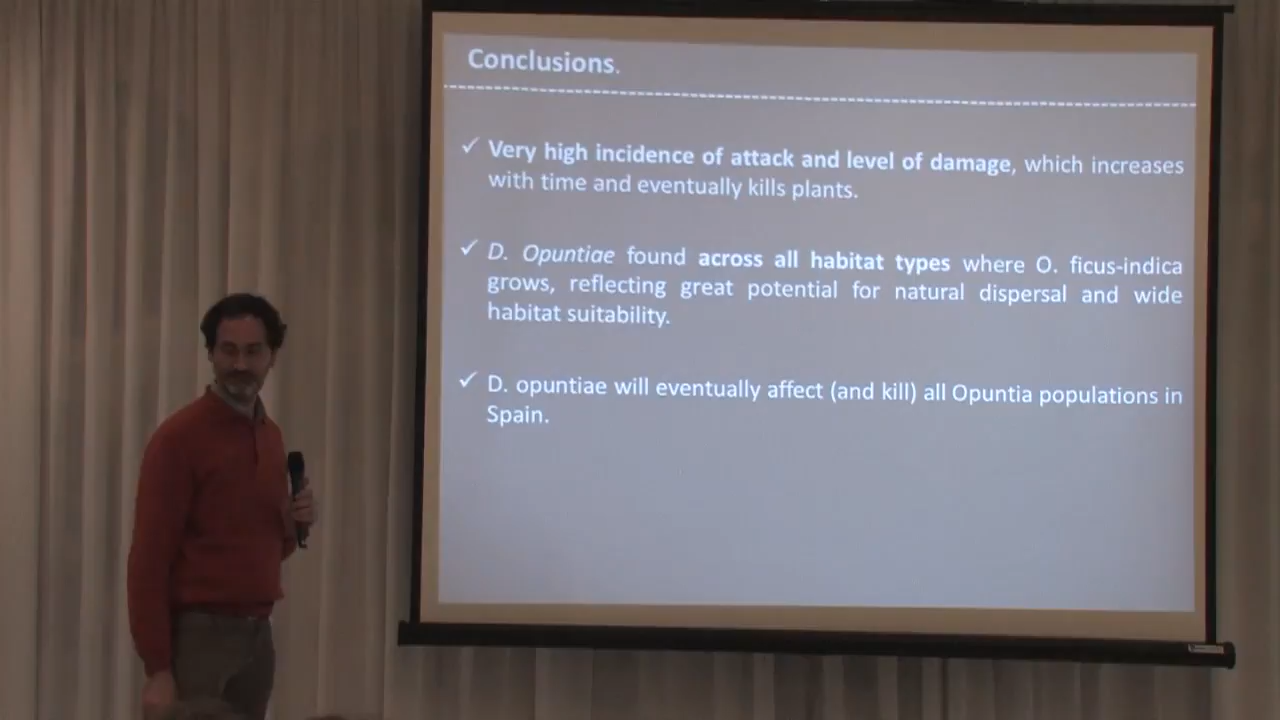 Conclusions.
✓ Very high incidence of attack and level of damage, which increases
with time and eventually kills plants.
✓ D. Opuntiae found across all habitat types where O. ficus-indica
grows, reflecting great potential for natural dispersal and wide
habitat suitability.
✓ D. opuntiae will eventually affect (and kill) all Opuntia populations in
Spain.